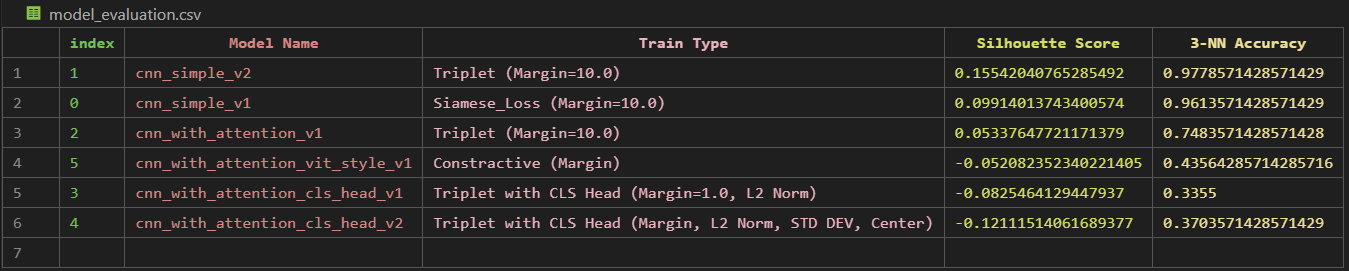 model_evaluation.csv
index Model Name Train Type Silhouette Score 3-NN Accuracy
1 1 cnn_simple_v2 Triplet (Margin=10.0) 0.15542040765285492 0.9778571428571429
2 0 cnn_simple_v1 Siamese_Loss (Margin=10.0) 0.09914013743400574 0.9613571428571429
3 2 cnn_with_attention_v1 Triplet (Margin=10.0) 0.05337647721171379 0.7483571428571428
4 5 cnn_with_attention_vit_style_v1 Constractive (Margin) -0.052082352340221405 0.43564285714285716
5 3 cnn_with_attention_cls_head_v1 Triplet with CLS Head (Margin=1.0, L2 Norm) -0.0825464129447937 0.3355
6 4 cnn_with_attention_cls_head_v2 Triplet with CLS Head (Margin, L2 Norm, STD DEV, Center) -0.12111514061689377 0.3703571428571429
7